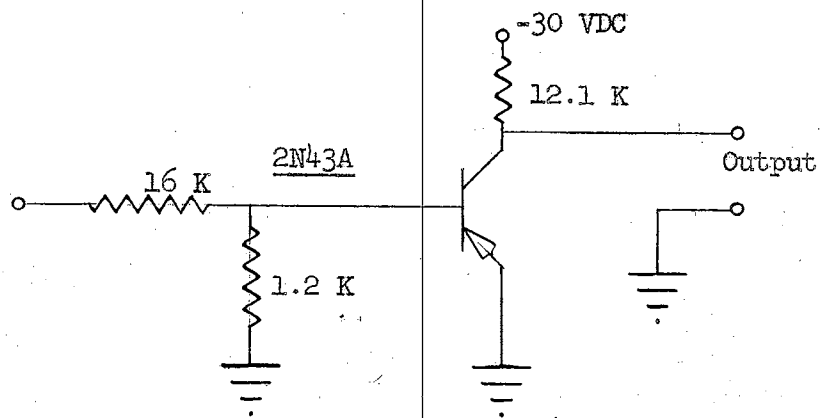 -30 VDC
12.1 K
2N43A
Output
16 K
1.2 K